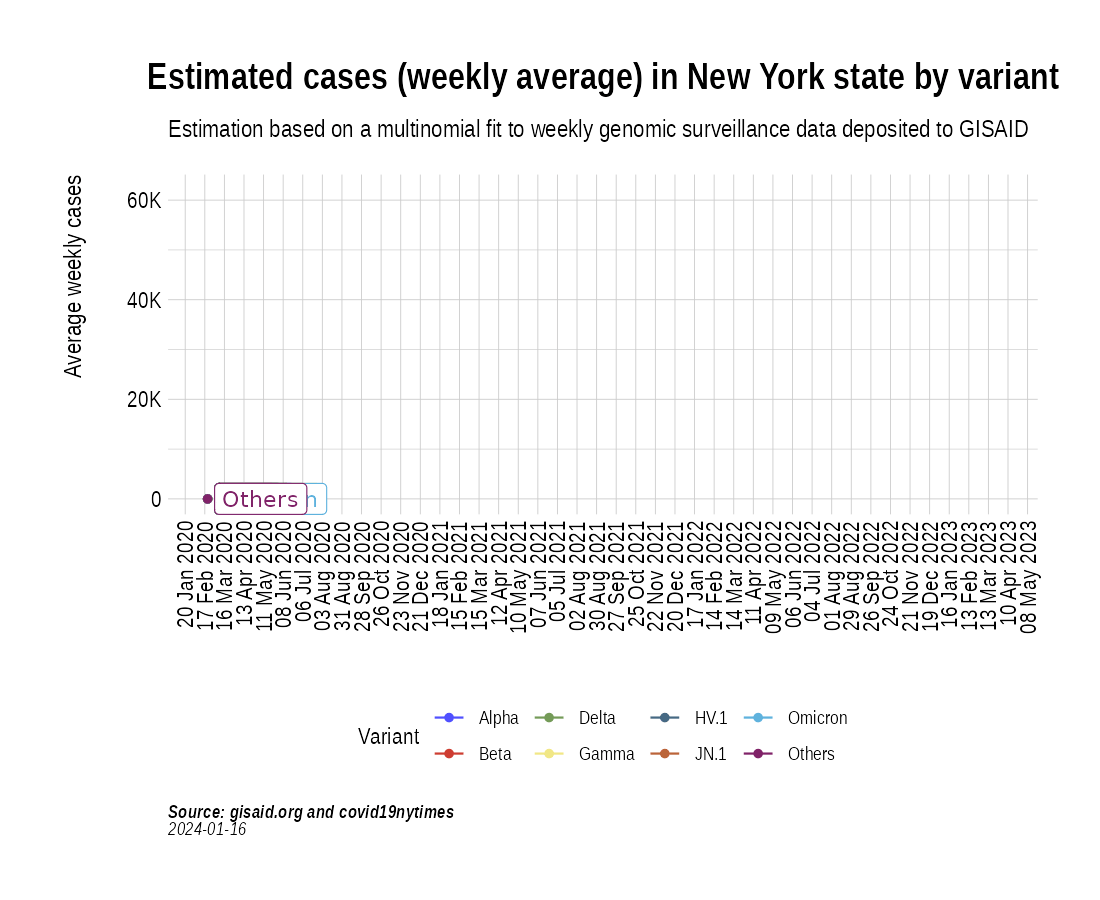 Estimated cases (weekly average) in New York state by variant
Estimation based on a multinomial fit to weekly genomic surveillance data deposited to GISAID
Average weekly cases
60K
40K
20K
0
Others
n
20 Jan 2020
17 Feb 2020
16 Mar 2020
13 Apr 2020
11 May 2020
08 Jun 2020
06 Jul 2020
03 Aug 2020
31 Aug 2020
28 Sep 2020
26 Oct 2020
23 Nov 2020
21 Dec 2020
18 Jan 2021
15 Feb 2021
15 Mar 2021
12 Apr 2021
10 May 2021
07 Jun 2021
05 Jul 2021
02 Aug 2021
30 Aug 2021
27 Sep 2021
25 Oct 2021
22 Nov 2021
20 Dec 2021
17 Jan 2022
14 Feb 2022
14 Mar 2022
11 Apr 2022
09 May 2022
06 Jun 2022
04 Jul 2022
01 Aug 2022
29 Aug 2022
26 Sep 2022
24 Oct 2022
21 Nov 2022
19 Dec 2022
16 Jan 2023
13 Feb 2023
13 Mar 2023
10 Apr 2023
08 May 2023
Variant
Alpha
Delta
HV.1
Omicron
Beta
Gamma
JN.1
Others
Source: gisaid.org and covid19nytimes
2024-01-16